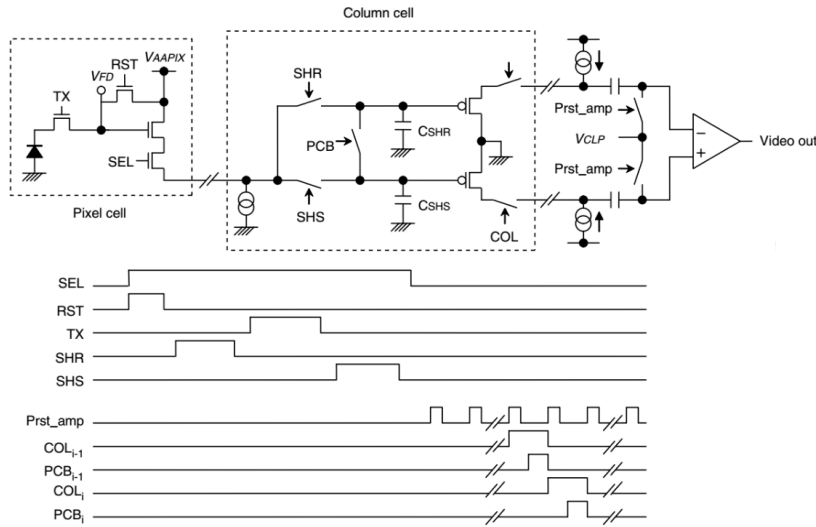 Column cell
VAAPIX
RST
VFD
TX
SEL
Pixel cell
SHR
PCB
CSHR
SHS
CSHS
COL
Prst_amp
VCLP
Prst_amp
−
+
Video out
SEL
RST
TX
SHR
SHS
Prst_amp
COLi-1
PCBi-1
COLi
PCBi